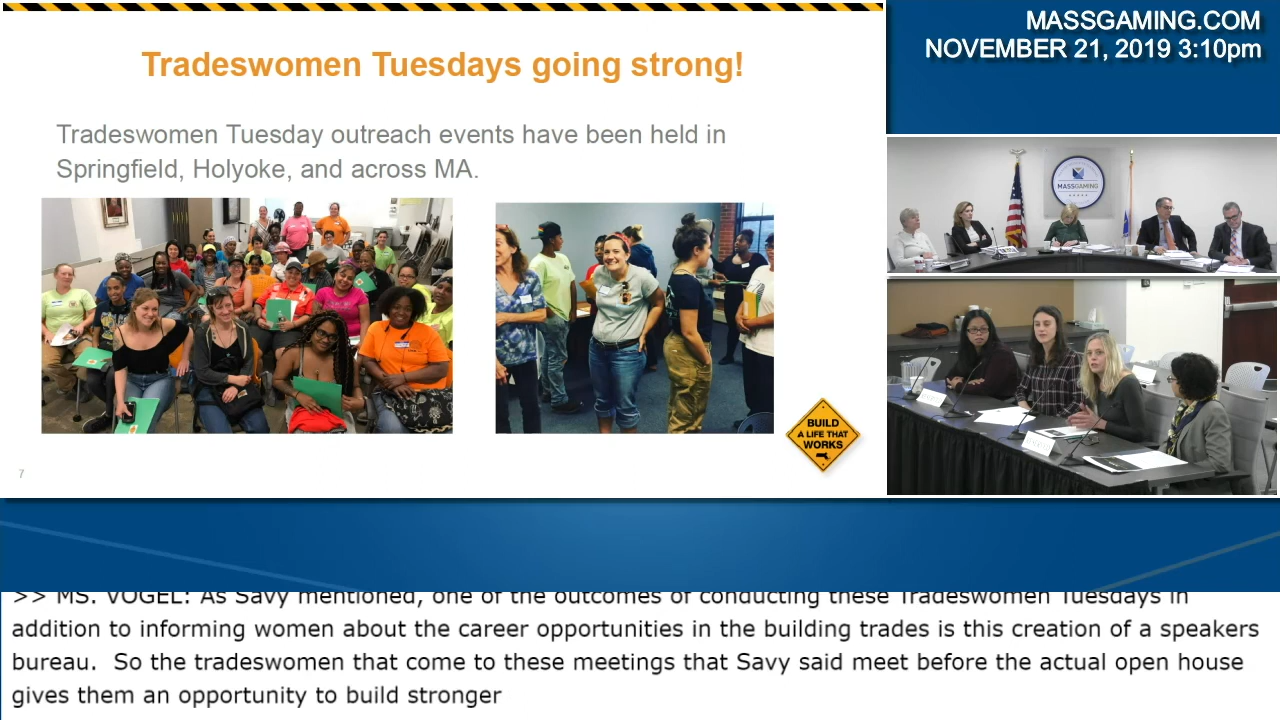 Tradeswomen Tuesdays going strong!
Tradeswomen Tuesday outreach events have been held in
Springfield, Holyoke, and across MA.
BUILD
A LIFE THAT
WORKS
7
MASSGAMING.COM
NOVEMBER 21, 2019 3:10pm
MASSGAMING
>> MS. VOGEL: As Savy mentioned, one of the outcomes of conducting these Tradeswomen Tuesdays in
addition to informing women about the career opportunities in the building trades is this creation of a speakers
bureau.  So the tradeswomen that come to these meetings that Savy said meet before the actual open house
gives them an opportunity to build stronger